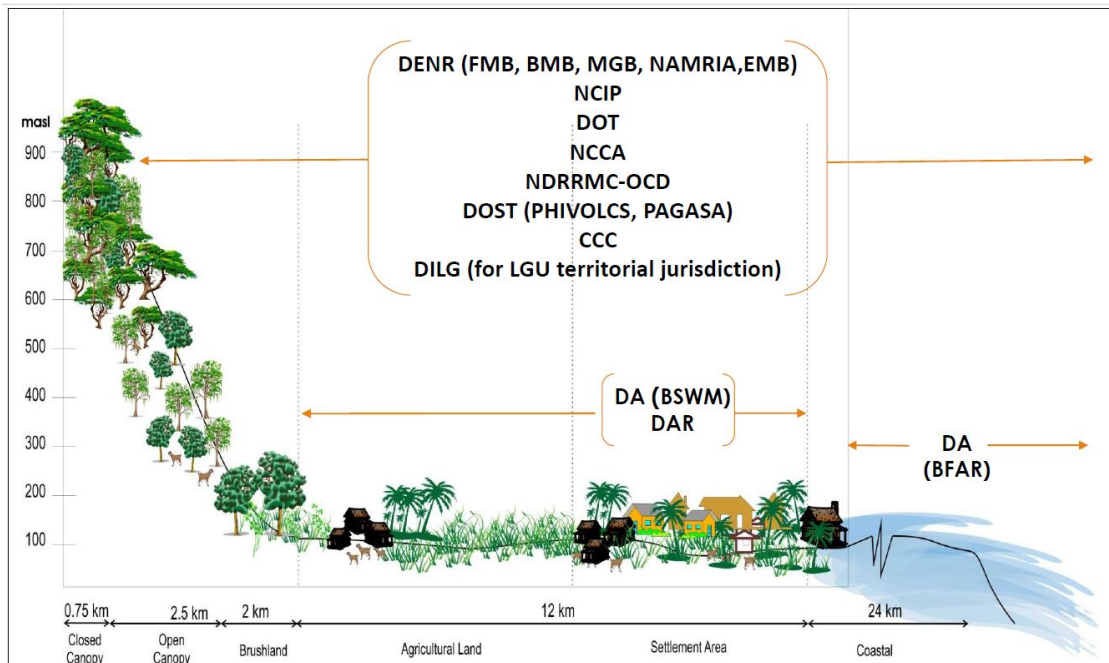 DENR (FMB, BMB, MGB, NAMRIA,EMB)
NCIP
DOT
NCCA
NDRRMC-OCD
DOST (PHIVOLCS, PAGASA)
CCC
DILG (for LGU territorial jurisdiction)
masl
900
800
700
600
500
400
300
200
100
DA (BSWM)
DAR
DA
(BFAR)
0.75 km
2.5 km
2 km
12 km
24 km
Closed
Canopy
Open
Canopy
Brushland
Agricultural Land
Settlement Area
Coastal